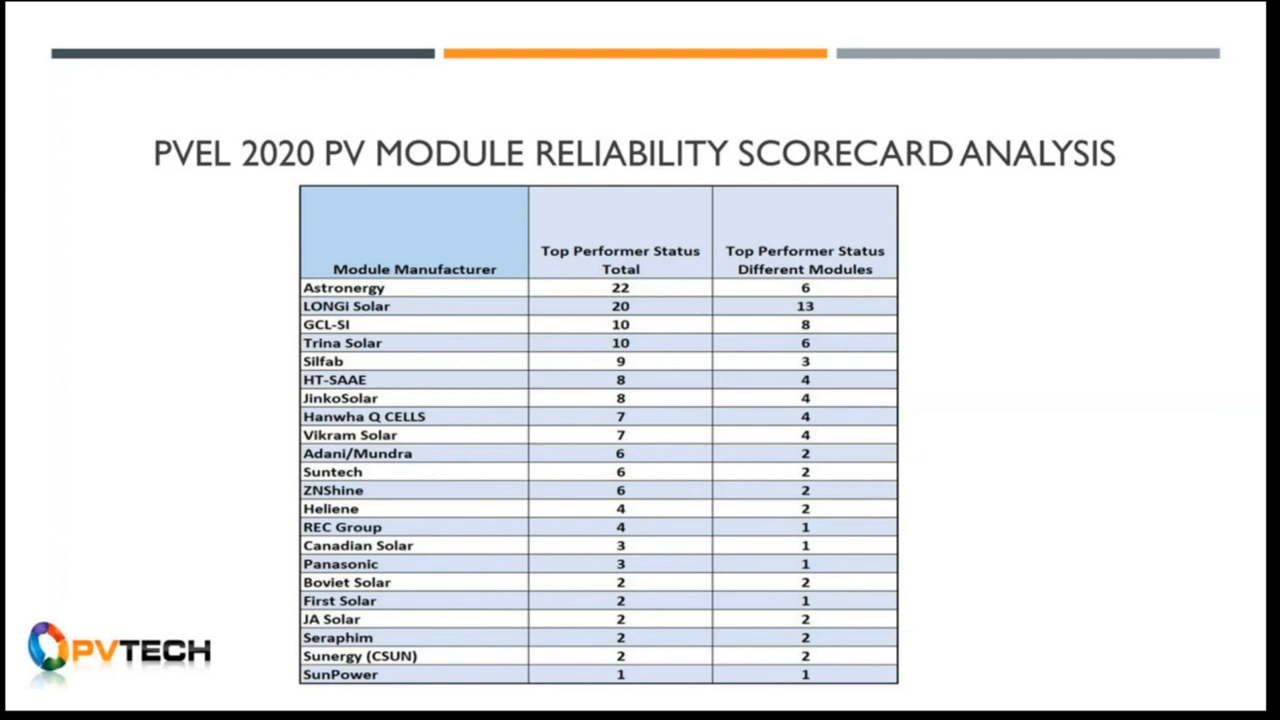 PVEL 2020 PV MODULE RELIABILITY SCORECARD ANALYSIS
Module Manufacturer Top Performer Status Total Top Performer Status Different Modules
Astronergy 22 6
LONGi Solar 20 13
GCL-SI 10 8
Trina Solar 10 6
Silfab 9 3
HT-SAAE 8 4
JinkoSolar 8 4
Hanwha Q CELLS 7 4
Vikram Solar 7 4
Adani/Mundra 6 2
Suntech 6 2
ZNShine 6 2
Heliene 4 2
REC Group 4 1
Canadian Solar 3 1
Panasonic 3 1
Boviet Solar 2 2
First Solar 2 1
JA Solar 2 2
Seraphim 2 2
Sunergy (CSUN) 2 2
SunPower 1 1
PVTECH